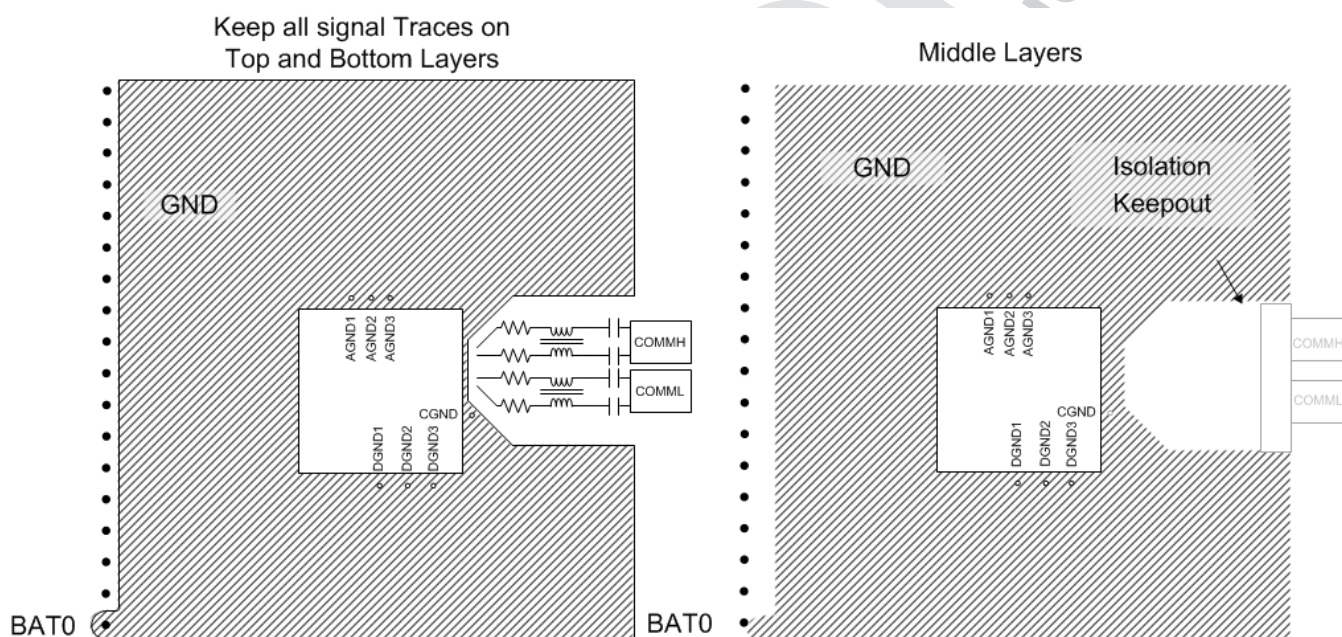 Keep all signal Traces on
Top and Bottom Layers
GND
AGND1
AGND2
AGND3
COMMH
COMML
CGND
DGND1
DGND2
DGND3
BAT0
Middle Layers
GND
Isolation
Keepout
AGND1
AGND2
AGND3
COMMH
COMML
CGND
DGND1
DGND2
DGND3
BAT0